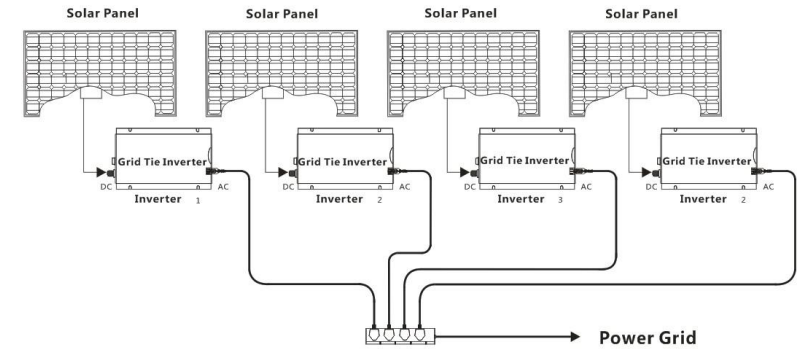 Solar Panel Solar Panel Solar Panel Solar Panel
Grid Tie Inverter Grid Tie Inverter Grid Tie Inverter Grid Tie Inverter
DC AC DC AC DC AC DC AC
Inverter 1 Inverter 2 Inverter 3 Inverter 2
Power Grid